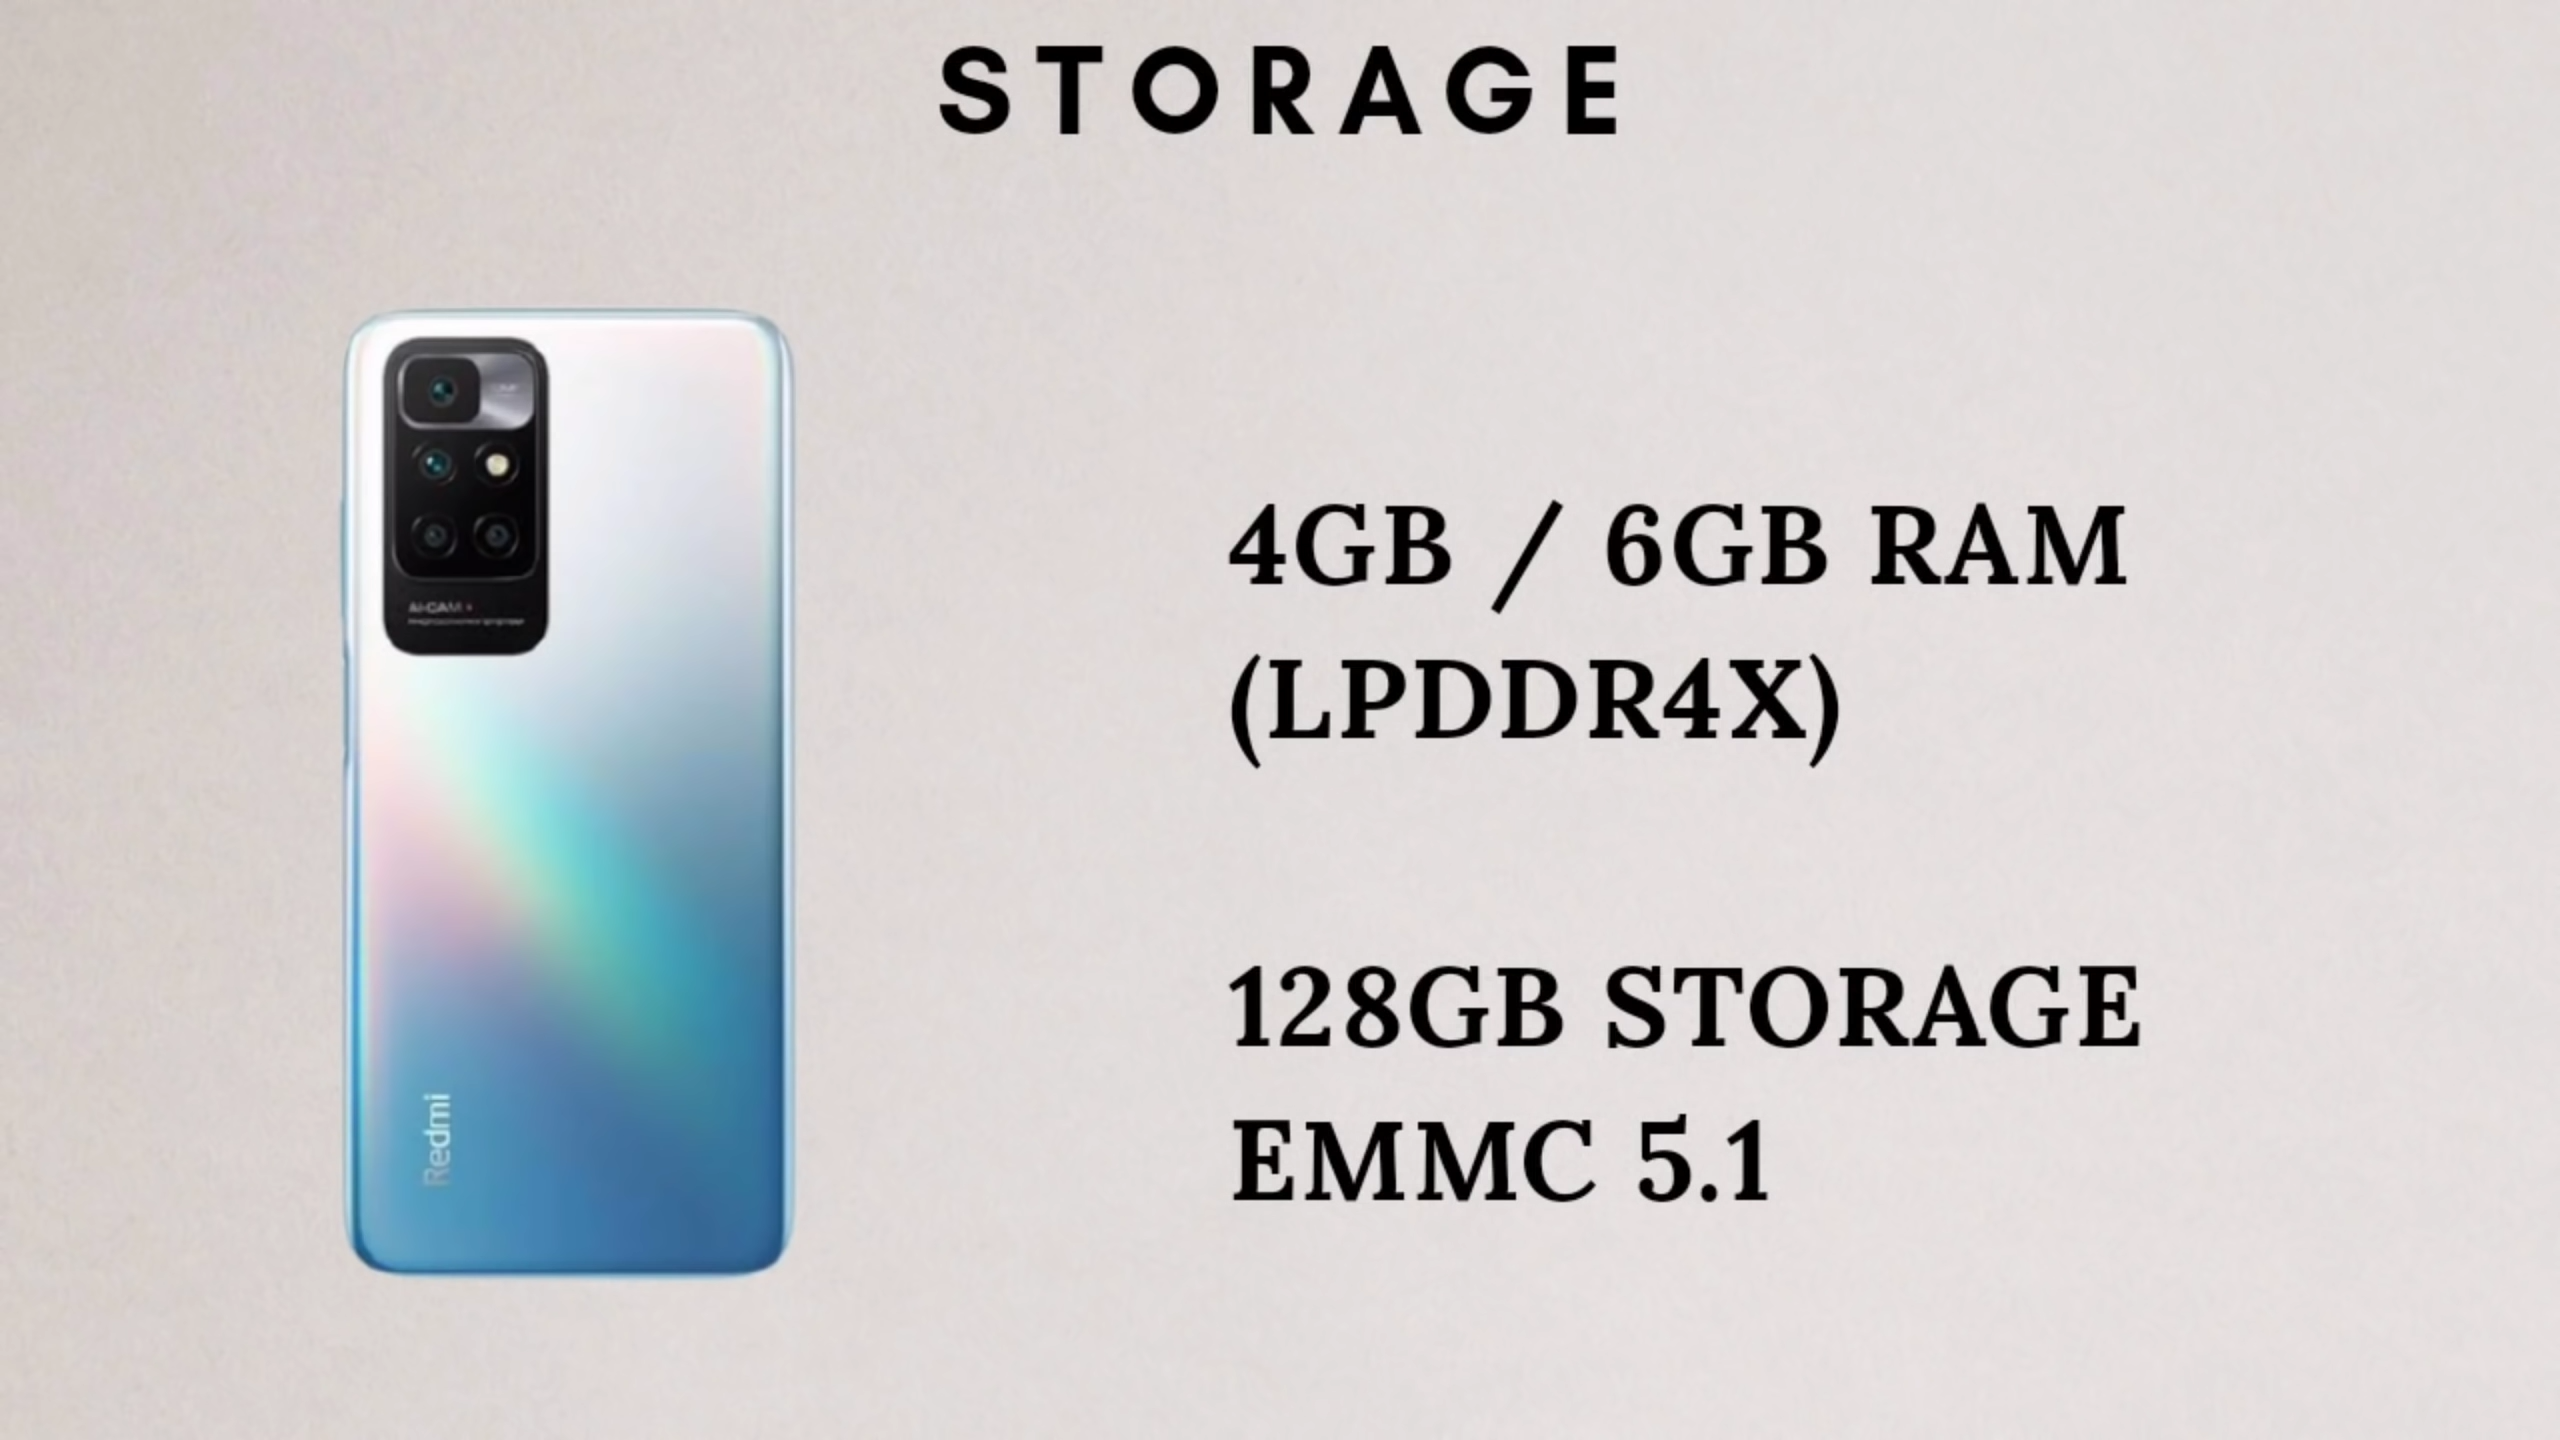 STORAGE
AI-CAM
4GB / 6GB RAM
(LPDDR4X)
128GB STORAGE
EMMC 5.1
Redmi